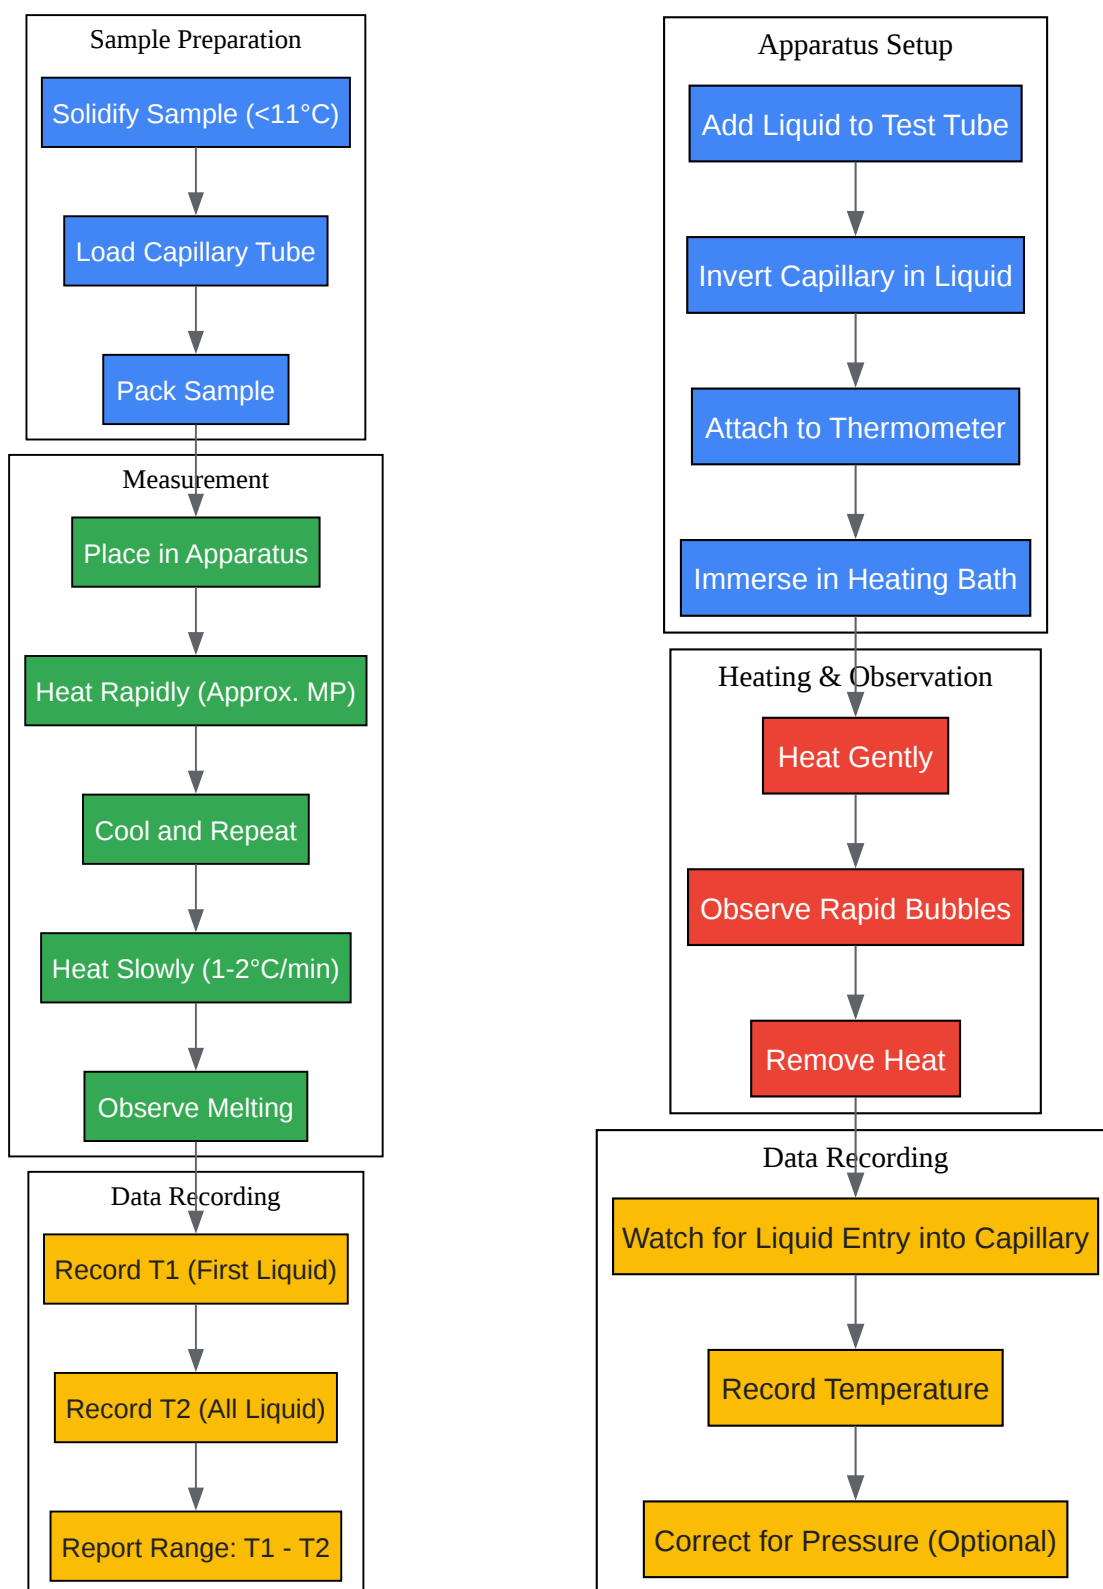 Sample Preparation
Solidify Sample (<11°C)
Load Capillary Tube
Pack Sample
Measurement
Place in Apparatus
Heat Rapidly (Approx. MP)
Cool and Repeat
Heat Slowly (1-2°C/min)
Observe Melting
Data Recording
Record T1 (First Liquid)
Record T2 (All Liquid)
Report Range: T1 - T2
Apparatus Setup
Add Liquid to Test Tube
Invert Capillary in Liquid
Attach to Thermometer
Immerse in Heating Bath
Heating & Observation
Heat Gently
Observe Rapid Bubbles
Remove Heat
Data Recording
Watch for Liquid Entry into Capillary
Record Temperature
Correct for Pressure (Optional)